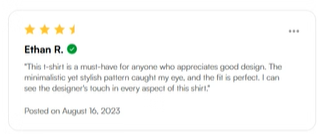 Ethan R.
"This t-shirt is a must-have for anyone who appreciates good design. The
minimalistic yet stylish pattern caught my eye, and the fit is perfect. I can
see the designer's touch in every aspect of this shirt."
Posted on August 16, 2023